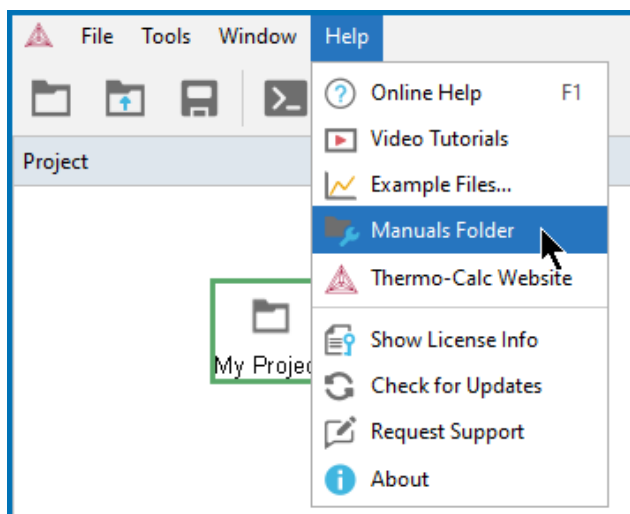 File Tools Window Help
Online Help F1
Video Tutorials
Project
Example Files...
Manuals Folder
Thermo-Calc Website
Show License Info
My Projec
Check for Updates
Request Support
About